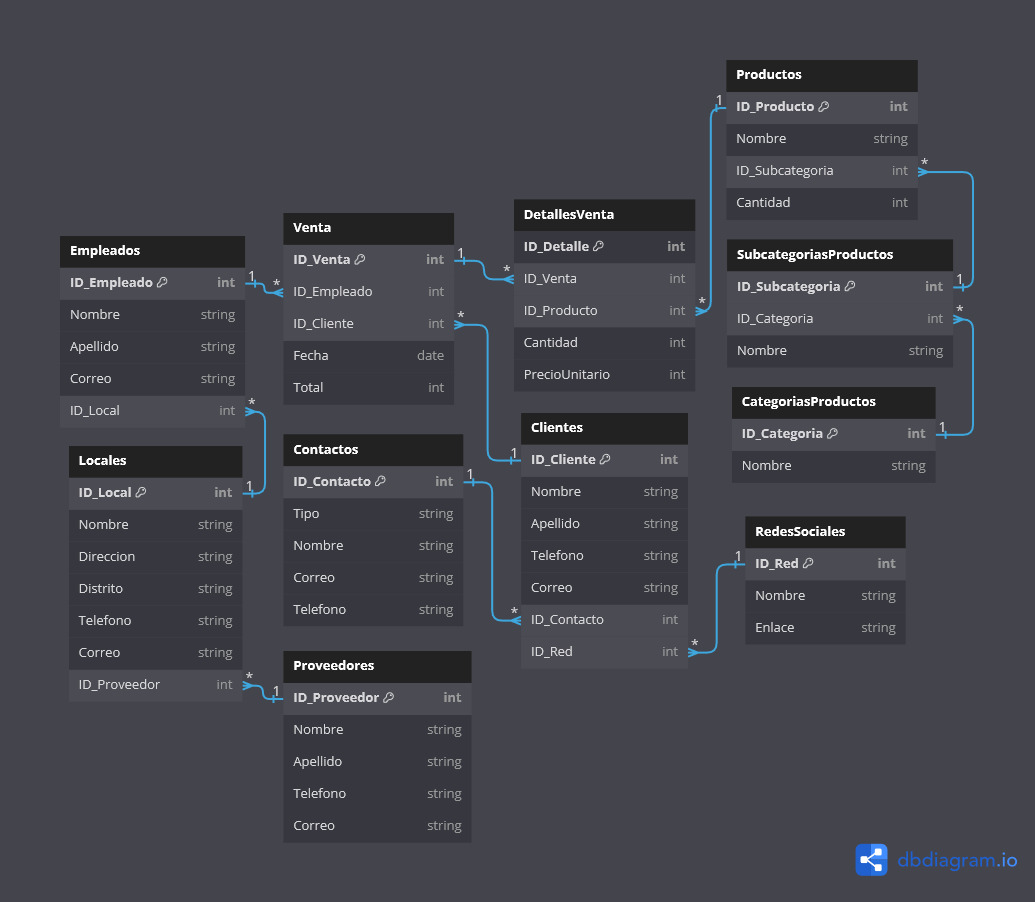 Productos
ID_Producto int
Nombre string
ID_Subcategoria int
Cantidad int
SubcategoriasProductos
ID_Subcategoria int
ID_Categoria int
Nombre string
CategoriasProductos
ID_Categoria int
Nombre string
DetallesVenta
ID_Detalle int
ID_Venta int
ID_Producto int
Cantidad int
PrecioUnitario int
Venta
ID_Venta int
ID_Empleado int
ID_Cliente int
Fecha date
Total int
Empleados
ID_Empleado int
Nombre string
Apellido string
Correo string
ID_Local int
Locales
ID_Local int
Nombre string
Direccion string
Distrito string
Telefono string
Correo string
ID_Proveedor int
Contactos
ID_Contacto int
Tipo string
Nombre string
Correo string
Telefono string
Clientes
ID_Cliente int
Nombre string
Apellido string
Telefono string
Correo string
ID_Contacto int
ID_Red int
RedesSociales
ID_Red int
Nombre string
Enlace string
Proveedores
ID_Proveedor int
Nombre string
Apellido string
Telefono string
Correo string
1
*
1
*
1
*
1
*
1
*
1
*
1
*
1
*
1
*
dbdiagram.io